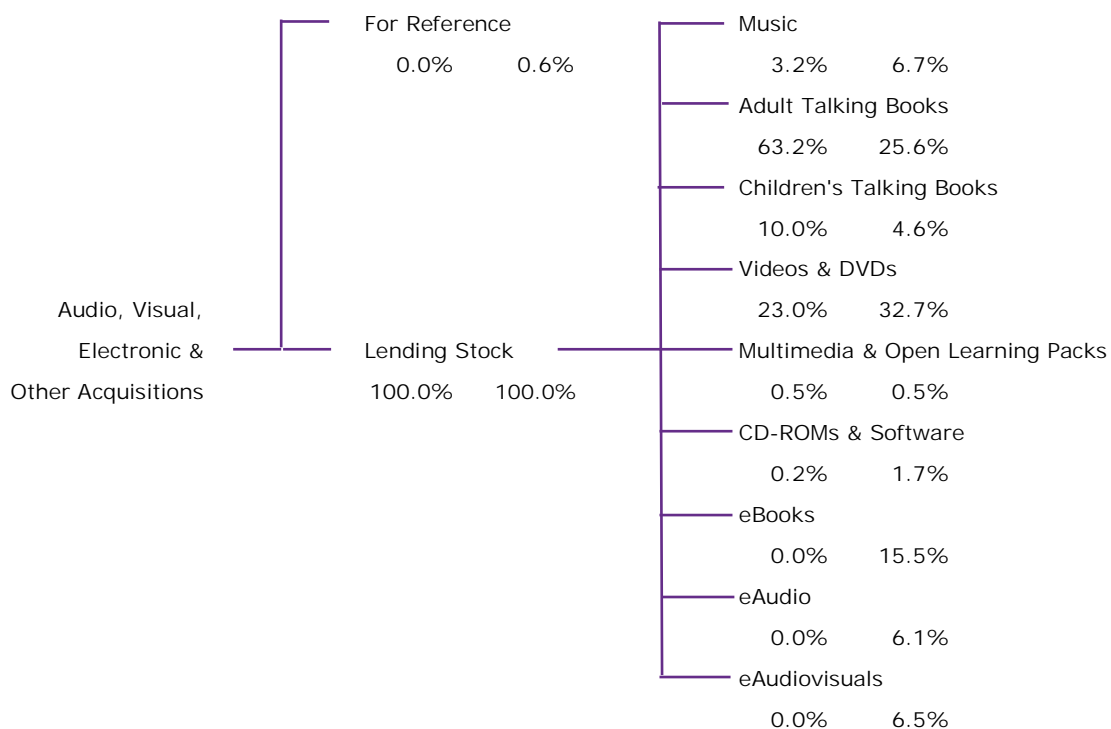 For Reference
0.0% 0.6%
Audio, Visual,
Electronic &
Other Acquisitions
Lending Stock
100.0% 100.0%
Music
3.2% 6.7%
Adult Talking Books
63.2% 25.6%
Children's Talking Books
10.0% 4.6%
Videos & DVDs
23.0% 32.7%
Multimedia & Open Learning Packs
0.5% 0.5%
CD-ROMs & Software
0.2% 1.7%
eBooks
0.0% 15.5%
eAudio
0.0% 6.1%
eAudiovisuals
0.0% 6.5%